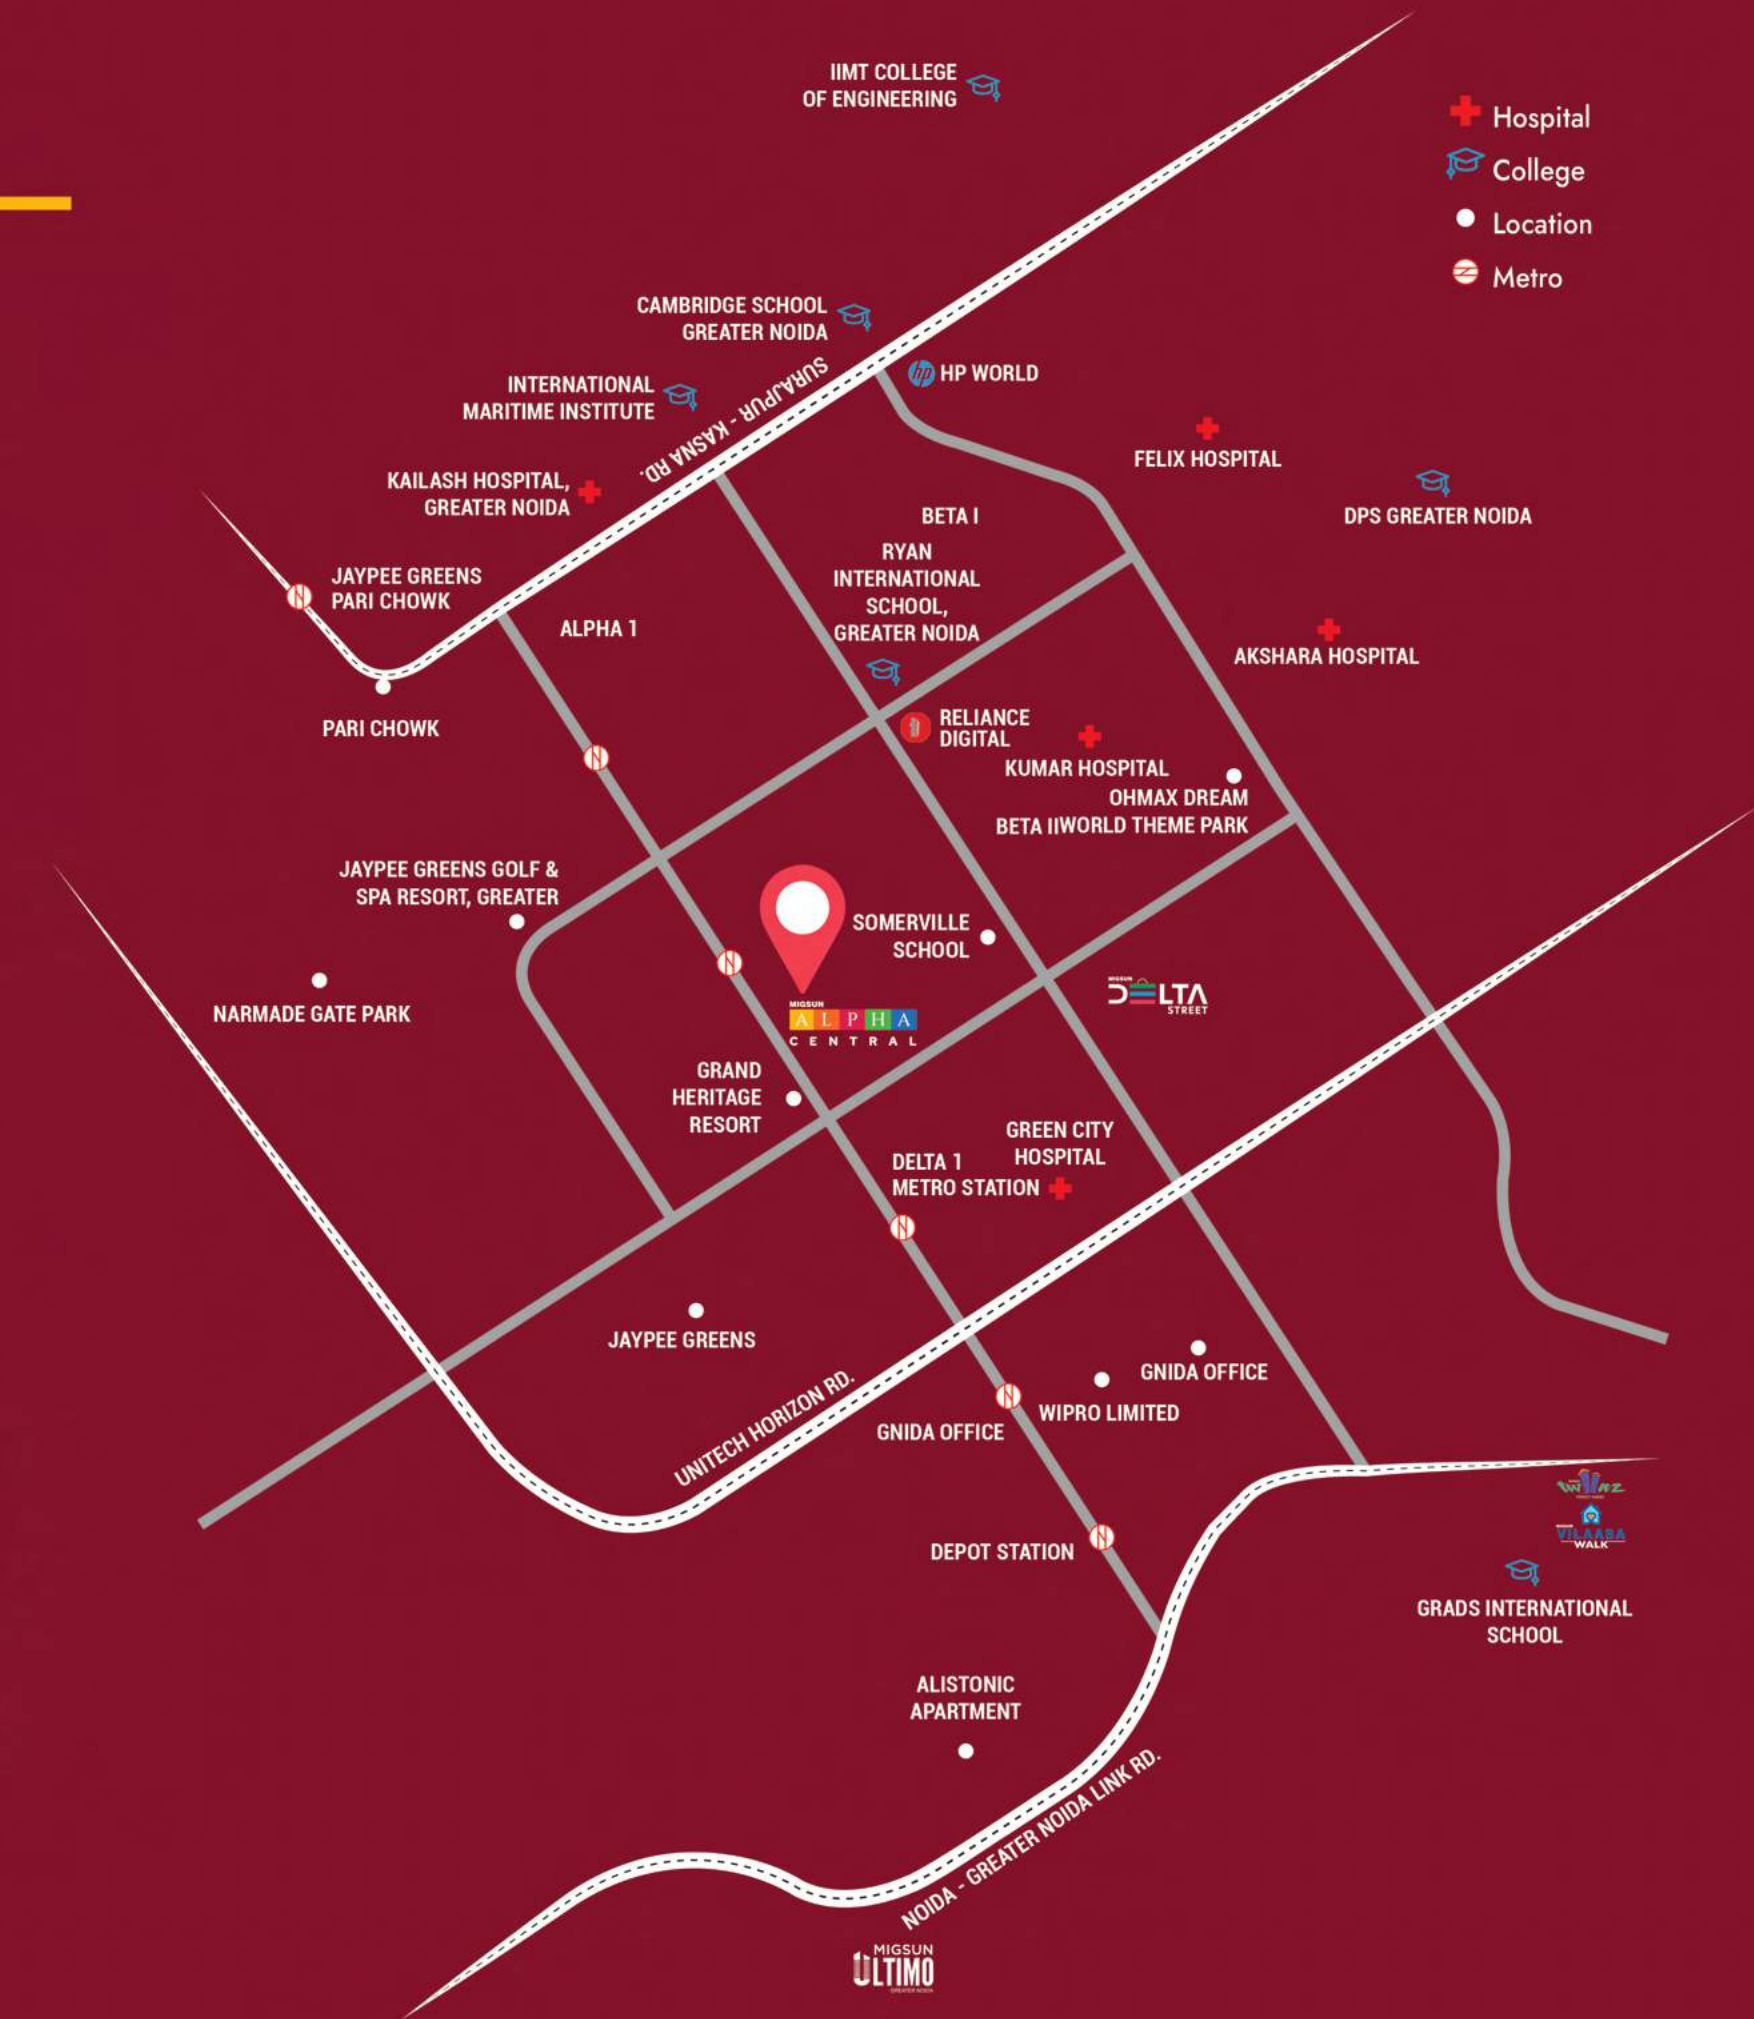 IIMT COLLEGE
OF ENGINEERING
Hospital
College
Location
Metro
CAMBRIDGE SCHOOL
GREATER NOIDA
SURAJPUR - KASNA RD.
HP WORLD
INTERNATIONAL
MARITIME INSTITUTE
KAILASH HOSPITAL,
GREATER NOIDA
FELIX HOSPITAL
DPS GREATER NOIDA
BETA I
RYAN
INTERNATIONAL
SCHOOL,
GREATER NOIDA
JAYPEE GREENS
PARI CHOWK
ALPHA 1
AKSHARA HOSPITAL
PARI CHOWK
RELIANCE
DIGITAL
KUMAR HOSPITAL
OHMAX DREAM
BETA IIWORLD THEME PARK
JAYPEE GREENS GOLF &
SPA RESORT, GREATER
SOMERVILLE
SCHOOL
NARMADE GATE PARK
MIGSUN
ALPHA
CENTRAL
MIGSUN
DELTA
STREET
GRAND
HERITAGE
RESORT
GREEN CITY
HOSPITAL
DELTA 1
METRO STATION
JAYPEE GREENS
UNITECH HORIZON RD.
GNIDA OFFICE
WIPRO LIMITED
GNIDA OFFICE
DEPOT STATION
VILAASA
WALK
GRADS INTERNATIONAL
SCHOOL
ALISTONIC
APARTMENT
NOIDA - GREATER NOIDA LINK RD.
MIGSUN
ULTIMO
GREATER NOIDA